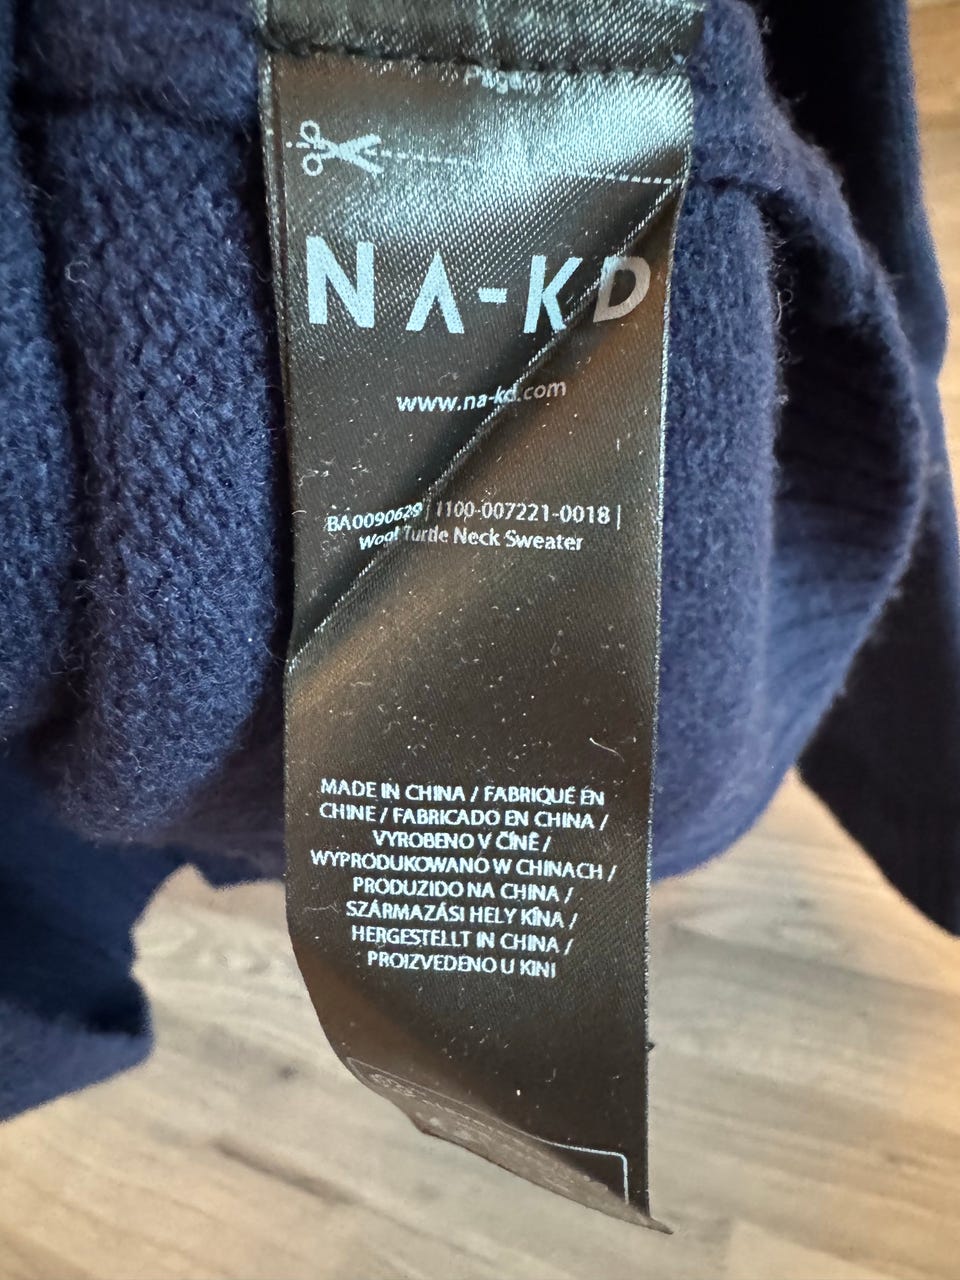 NA-KD
www.na-kd.com
BA0090629 | 1100-007221-0018 |
Wool Turtle Neck Sweater
MADE IN CHINA / FABRIQUÉ EN
CHINE / FABRICADO EN CHINA /
VYROBENO V ČÍNĚ /
WYPRODUKOWANO W CHINACH /
PRODUZIDO NA CHINA /
SZÁRMAZÁSI HELY KÍNA /
HERGESTELLT IN CHINA /
PROIZVEDENO U KINI